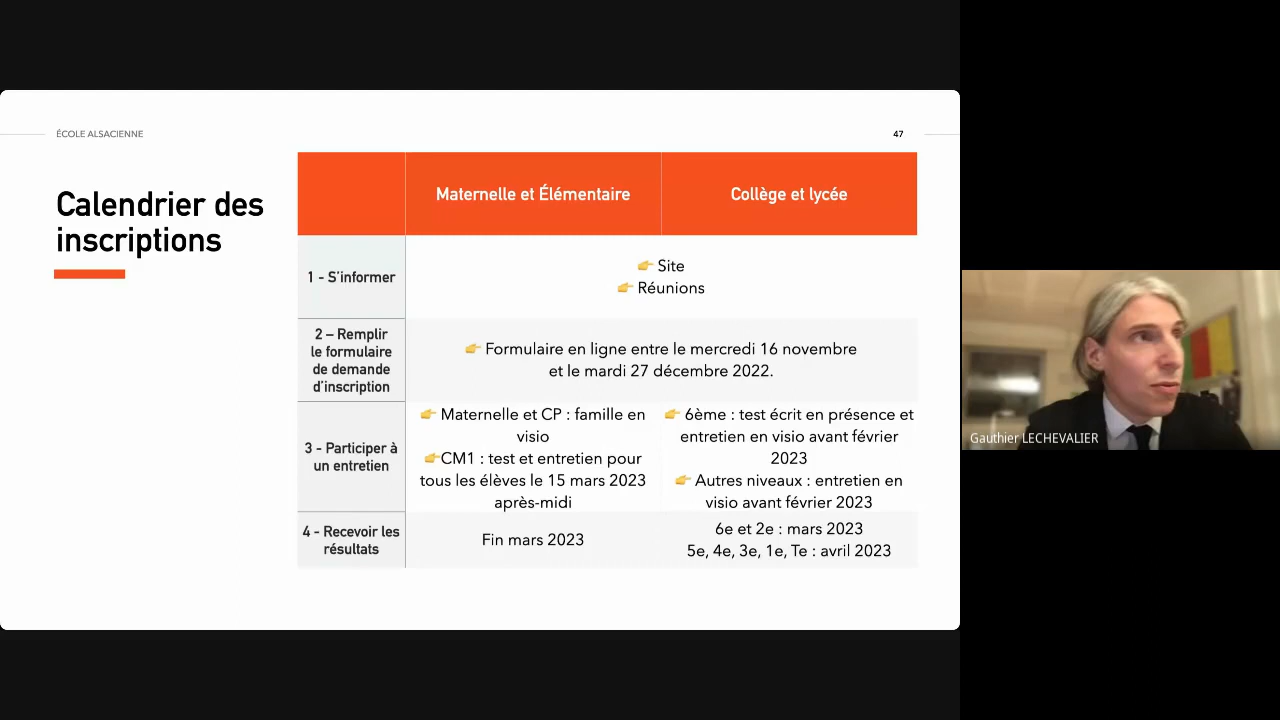 ÉCOLE ALSACIENNE
47
Calendrier des
inscriptions
Maternelle et Élémentaire
Collège et lycée
1 - S'informer
👉 Site
👉 Réunions
2 – Remplir
le formulaire
de demande
d'inscription
👉 Formulaire en ligne entre le mercredi 16 novembre
et le mardi 27 décembre 2022.
3 - Participer à
un entretien
👉 Maternelle et CP : famille en
visio
👉CM1 : test et entretien pour
tous les élèves le 15 mars 2023
après-midi
👉 6ème : test écrit en présence et
entretien en visio avant février
2023
👉 Autres niveaux : entretien en
visio avant février 2023
4 - Recevoir les
résultats
Fin mars 2023
6e et 2e : mars 2023
5e, 4e, 3e, 1e, Te : avril 2023
Gauthier LECHEVALIER